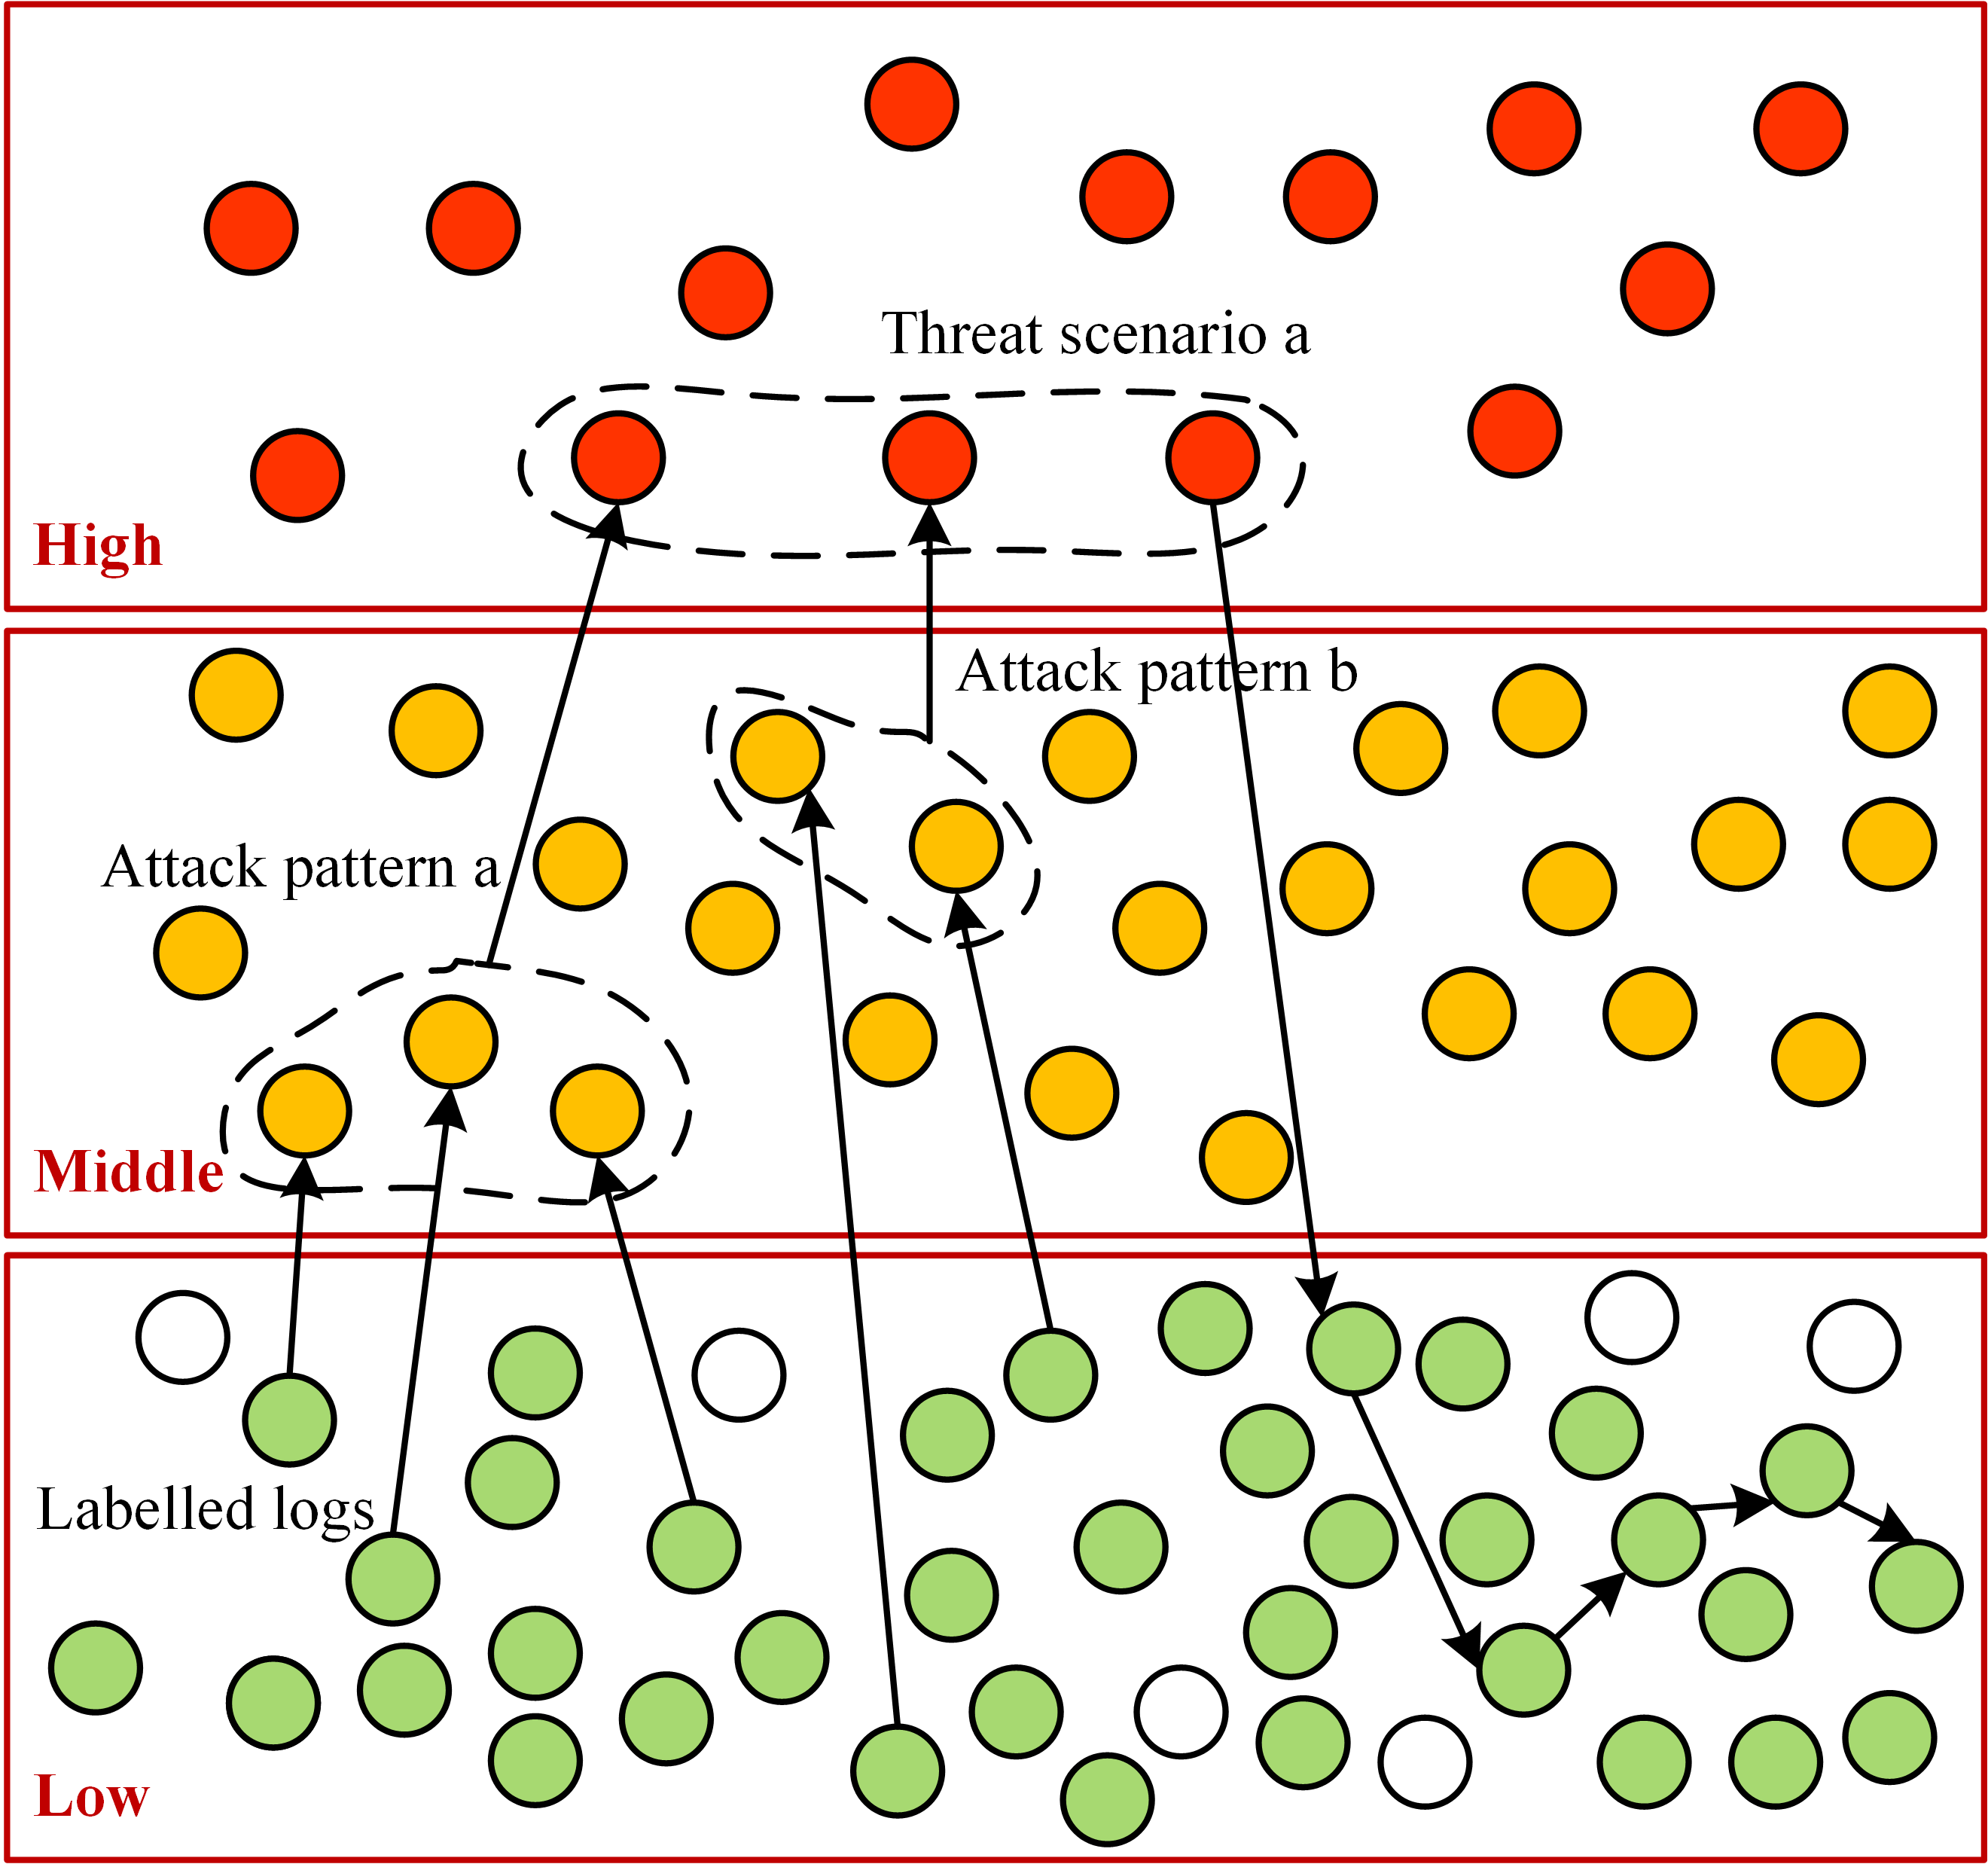 Threat scenario a
High
Attack pattern b
Attack pattern a
Middle
Labelled logs
Low